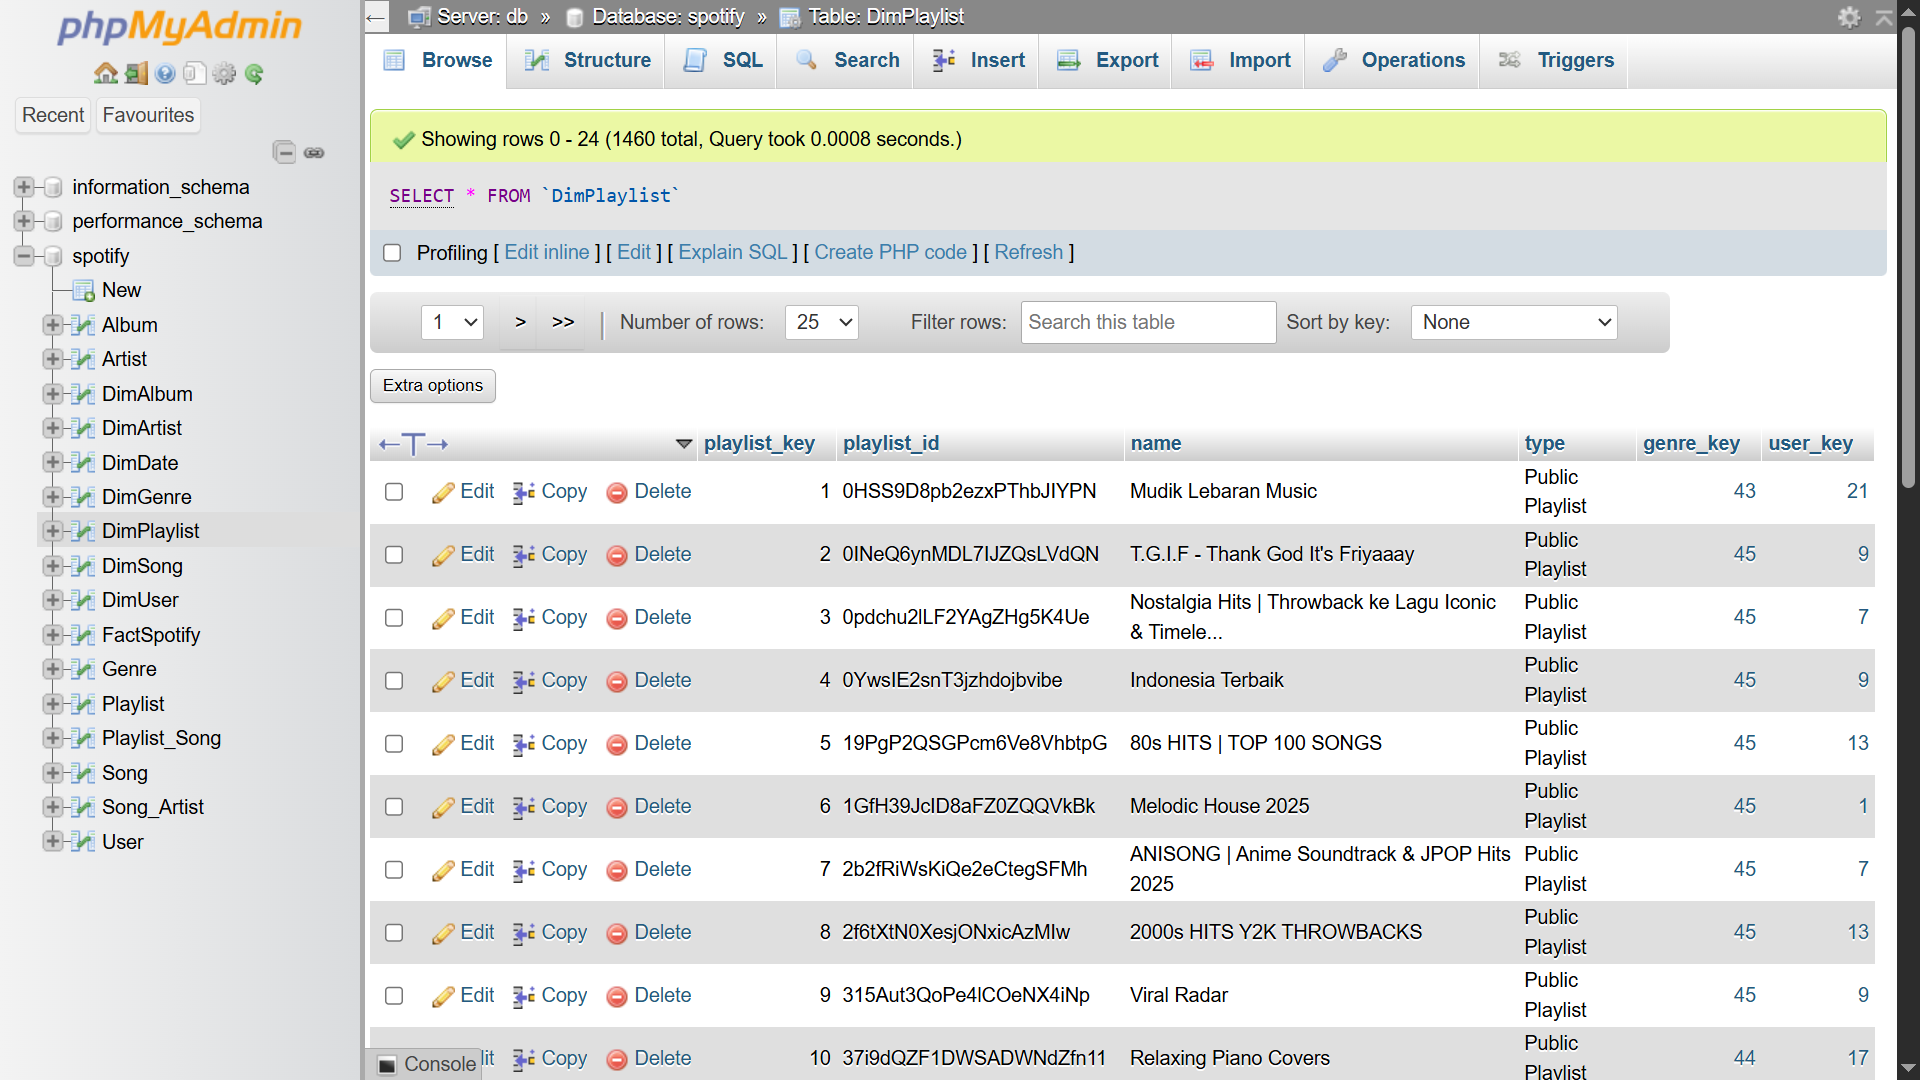 phpMyAdmin
Recent Favourites
information_schema
performance_schema
spotify
New
Album
Artist
DimAlbum
DimArtist
DimDate
DimGenre
DimPlaylist
DimSong
DimUser
FactSpotify
Genre
Playlist
Playlist_Song
Song
Song_Artist
User
Server: db » Database: spotify » Table: DimPlaylist
Browse Structure SQL Search Insert Export Import Operations Triggers
Showing rows 0 - 24 (1460 total, Query took 0.0008 seconds.)
SELECT * FROM `DimPlaylist`
Profiling [ Edit inline ] [ Edit ] [ Explain SQL ] [ Create PHP code ] [ Refresh ]
1 > >> | Number of rows: 25 Filter rows: Search this table Sort by key: None
Extra options
playlist_key playlist_id name type genre_key user_key
Edit Copy Delete 1 0HSS9D8pb2ezxPThbJIYPN Mudik Lebaran Music Public Playlist 43 21
Edit Copy Delete 2 0INeQ6ynMDL7IJZQsLVdQN T.G.I.F - Thank God It's Friyaaay Public Playlist 45 9
Edit Copy Delete 3 0pdchu2lLF2YAgZHg5K4Ue Nostalgia Hits | Throwback ke Lagu Iconic & Timele... Public Playlist 45 7
Edit Copy Delete 4 0YwsIE2snT3jzhdojbvibe Indonesia Terbaik Public Playlist 45 9
Edit Copy Delete 5 19PgP2QSGPcm6Ve8VhbtpG 80s HITS | TOP 100 SONGS Public Playlist 45 13
Edit Copy Delete 6 1GfH39JcID8aFZ0ZQQVkBk Melodic House 2025 Public Playlist 45 1
Edit Copy Delete 7 2b2fRiWsKiQe2eCtegSFMh ANISONG | Anime Soundtrack & JPOP Hits 2025 Public Playlist 45 7
Edit Copy Delete 8 2f6tXtN0XesjONxicAzMIw 2000s HITS Y2K THROWBACKS Public Playlist 45 13
Edit Copy Delete 9 315Aut3QoPe4lCOeNX4iNp Viral Radar Public Playlist 45 9
Copy Delete 10 37i9dQZF1DWSADWNdZfn11 Relaxing Piano Covers Public Playlist 44 17
Console